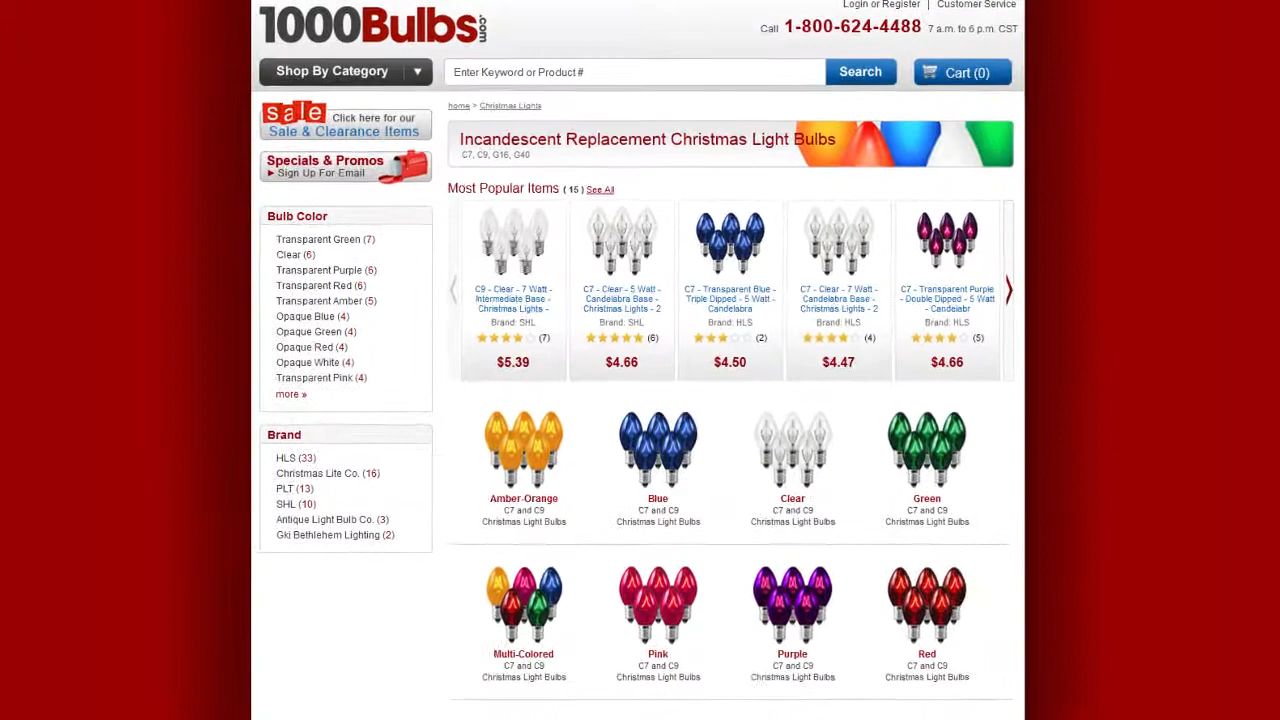 Login or Register | Customer Service
1000Bulbs.com
Call 1-800-624-4488 7 a.m. to 6 p.m. CST
Shop By Category ▼
Enter Keyword or Product #
Search
Cart (0)
sale
Click here for our
Sale & Clearance Items
Specials & Promos
► Sign Up For Email
Bulb Color
Transparent Green (7)
Clear (6)
Transparent Purple (6)
Transparent Red (6)
Transparent Amber (5)
Opaque Blue (4)
Opaque Green (4)
Opaque Red (4)
Opaque White (4)
Transparent Pink (4)
more »
Brand
HLS (33)
Christmas Lite Co. (16)
PLT (13)
SHL (10)
Antique Light Bulb Co. (3)
Gki Bethlehem Lighting (2)
home > Christmas Lights
Incandescent Replacement Christmas Light Bulbs
C7, C9, G16, G40
Most Popular Items ( 15 ) See All
C9 - Clear - 7 Watt -
Intermediate Base -
Christmas Lights -
Brand: SHL
(7)
$5.39
C7 - Clear - 5 Watt -
Candelabra Base -
Christmas Lights - 2
Brand: SHL
(6)
$4.66
C7 - Transparent Blue -
Triple Dipped - 5 Watt -
Candelabra
Brand: HLS
(2)
$4.50
C7 - Clear - 7 Watt -
Candelabra Base -
Christmas Lights - 2
Brand: HLS
(4)
$4.47
C7 - Transparent Purple
- Double Dipped - 5 Watt
- Candelabr
Brand: HLS
(5)
$4.66
Amber-Orange
C7 and C9
Christmas Light Bulbs
Blue
C7 and C9
Christmas Light Bulbs
Clear
C7 and C9
Christmas Light Bulbs
Green
C7 and C9
Christmas Light Bulbs
Multi-Colored
C7 and C9
Christmas Light Bulbs
Pink
C7 and C9
Christmas Light Bulbs
Purple
C7 and C9
Christmas Light Bulbs
Red
C7 and C9
Christmas Light Bulbs